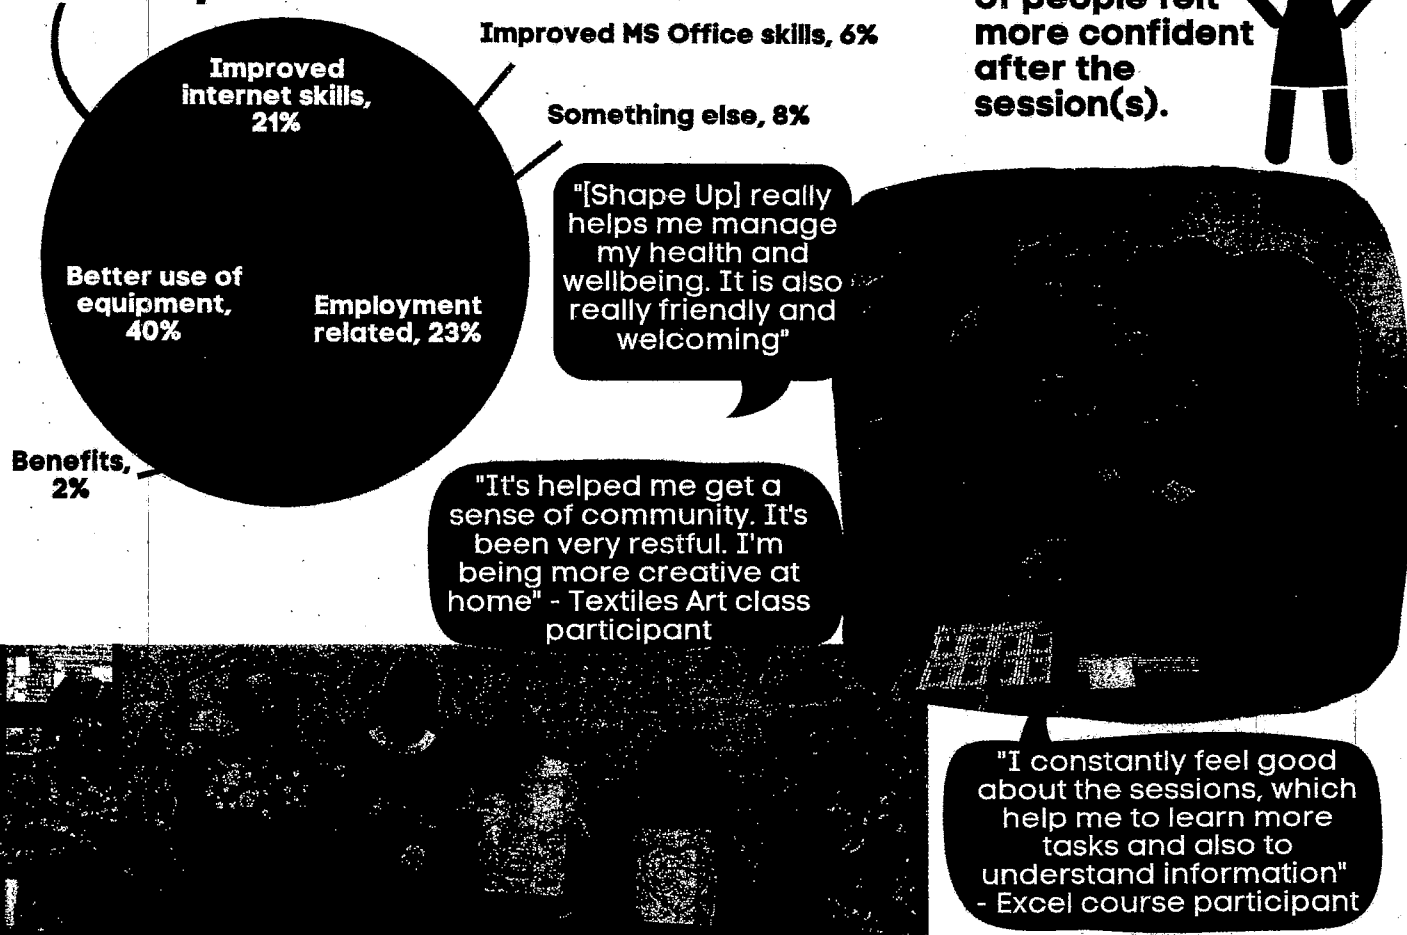 Improved MS Office skills, 6%
Improved
internet skills,
21%
Something else, 8%
Better use of
equipment,
40%
Employment
related, 23%
Benefits,
2%
of people felt
more confident
after the
session(s).
"[Shape Up] really
helps me manage
my health and
wellbeing. It is also
really friendly and
welcoming"
"It's helped me get a
sense of community. It's
been very restful. I'm
being more creative at
home" - Textiles Art class
participant
"I constantly feel good
about the sessions, which
help me to learn more
tasks and also to
understand information"
- Excel course participant